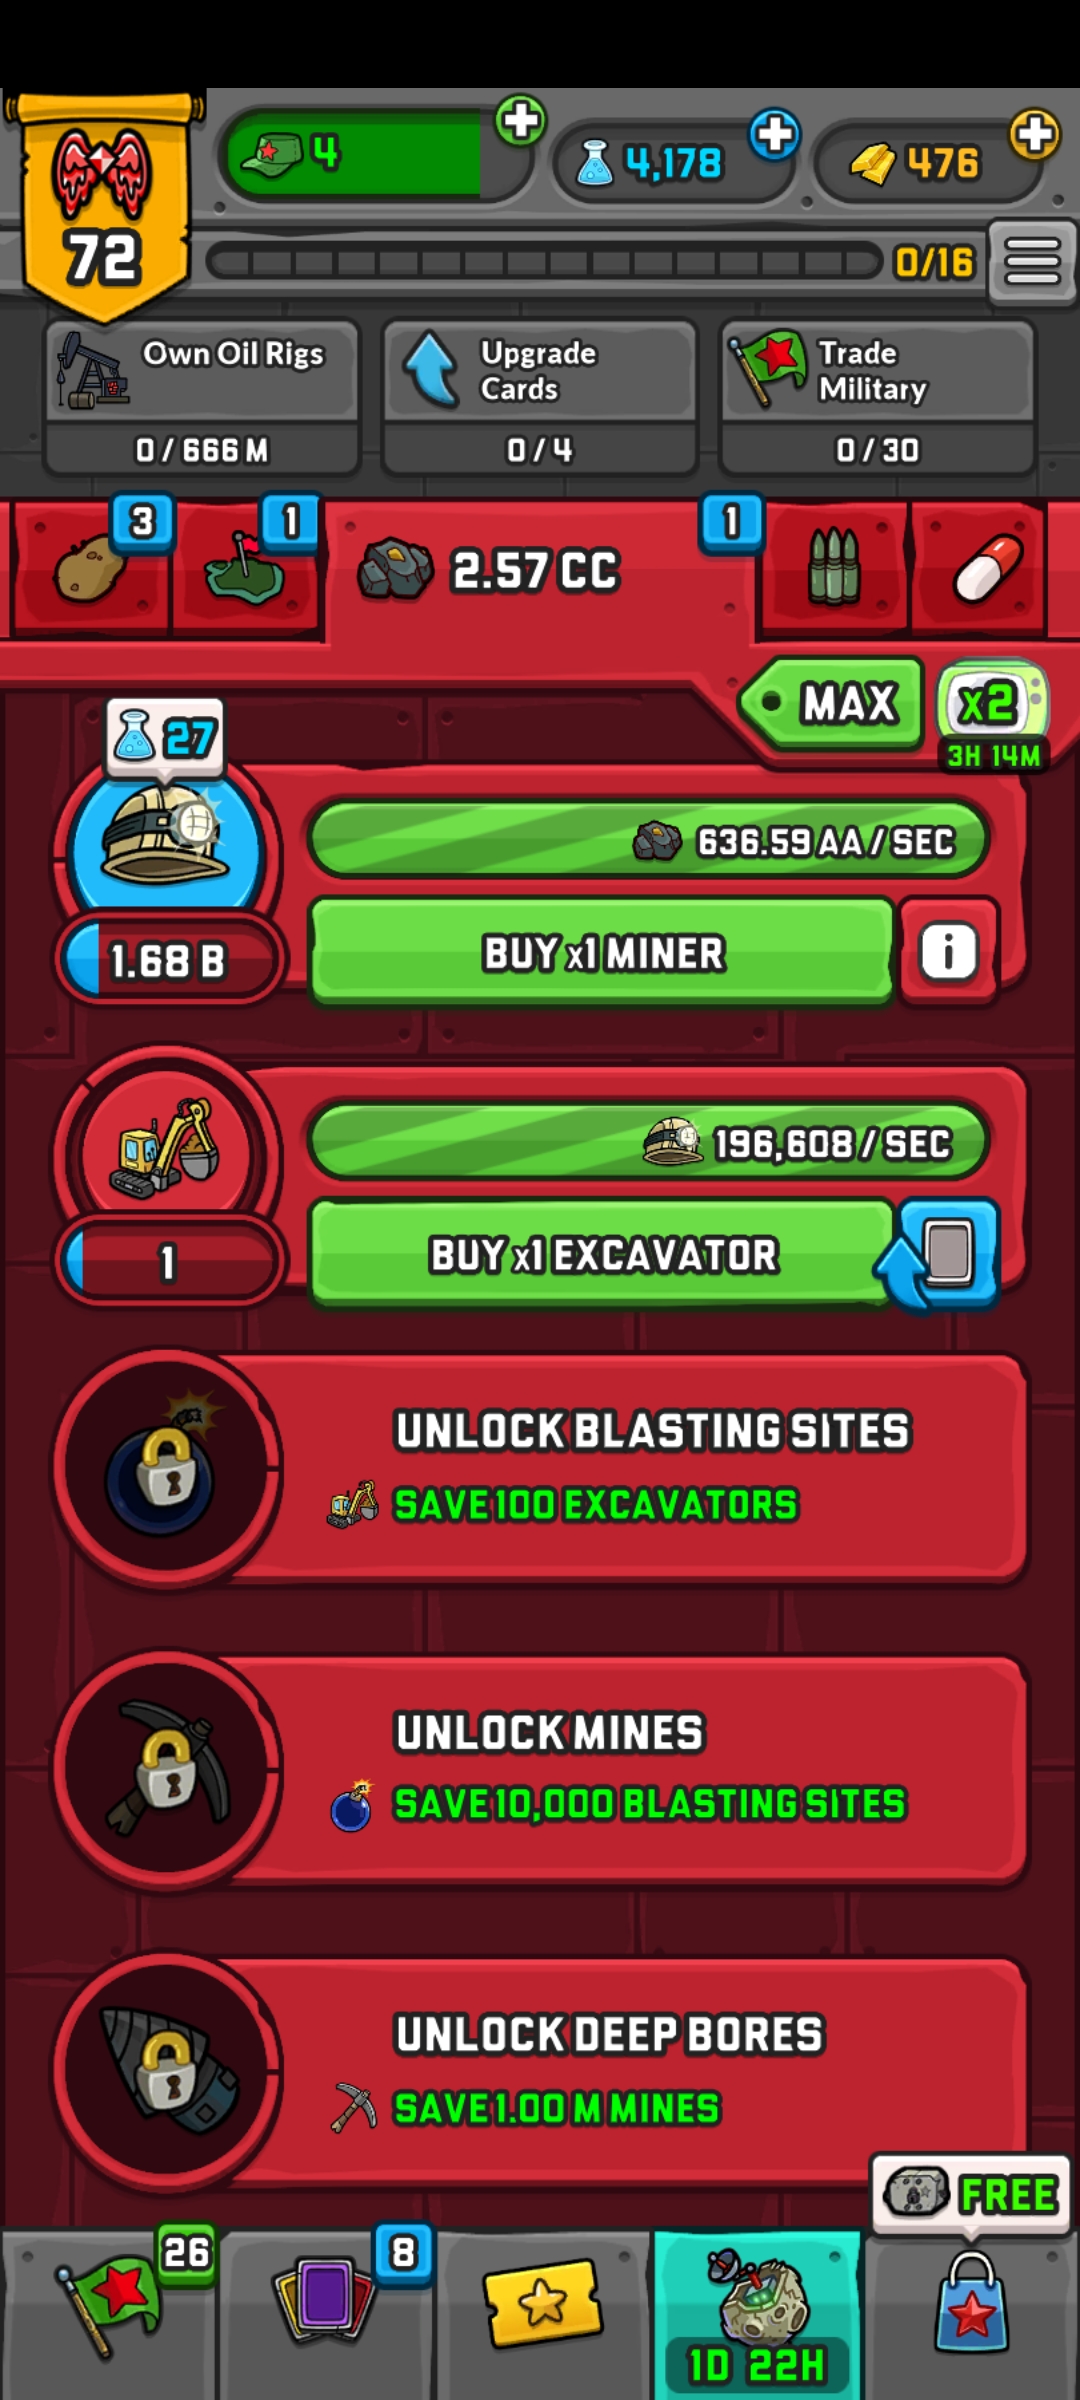 4
4,178
476
72
0/16
Own Oil Rigs
0 / 666 M
Upgrade
Cards
0 / 4
Trade
Military
0 / 30
3
1
2.57 CC
1
MAX
x2
3H 14M
27
636.59 AA / SEC
1.68 B
BUY x1 MINER
i
196,608 / SEC
1
BUY x1 EXCAVATOR
UNLOCK BLASTING SITES
SAVE 100 EXCAVATORS
UNLOCK MINES
SAVE 10,000 BLASTING SITES
UNLOCK DEEP BORES
SAVE 1.00 M MINES
FREE
26
8
1D 22H